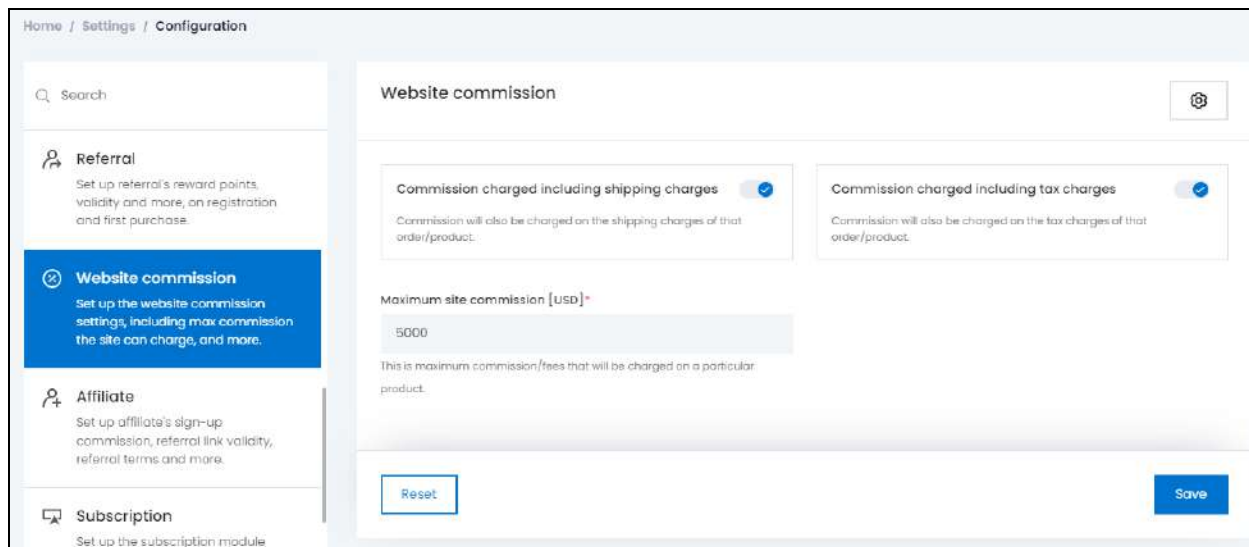 Home / Settings / Configuration
Search
Referral
Set up referral's reward points,
validity and more, on registration
and first purchase.
Website commission
Set up the website commission
settings, including max commission
the site can charge, and more.
Affiliate
Set up affiliate's sign-up
commission, referral link validity,
referral terms and more.
Subscription
Set up the subscription module
Website commission
Commission charged including shipping charges
Commission will also be charged on the shipping charges of that
order/product.
Commission charged including tax charges
Commission will also be charged on the tax charges of that
order/product.
Maximum site commission [USD]*
5000
This is maximum commission/fees that will be charged on a particular
product.
Reset
Save